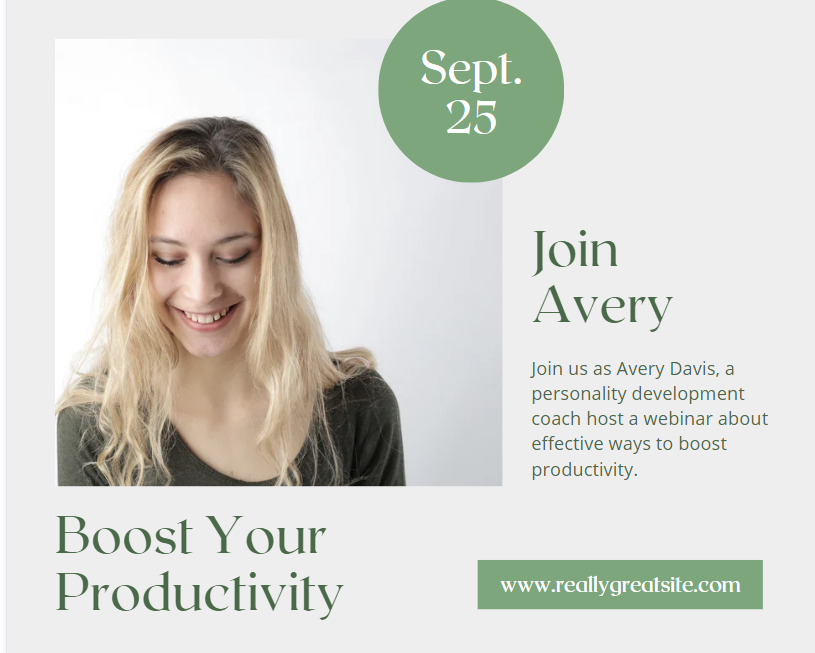 Sept.
25
Join
Avery
Join us as Avery Davis, a
personality development
coach host a webinar about
effective ways to boost
productivity.
Boost Your
Productivity
www.reallygreatsite.com